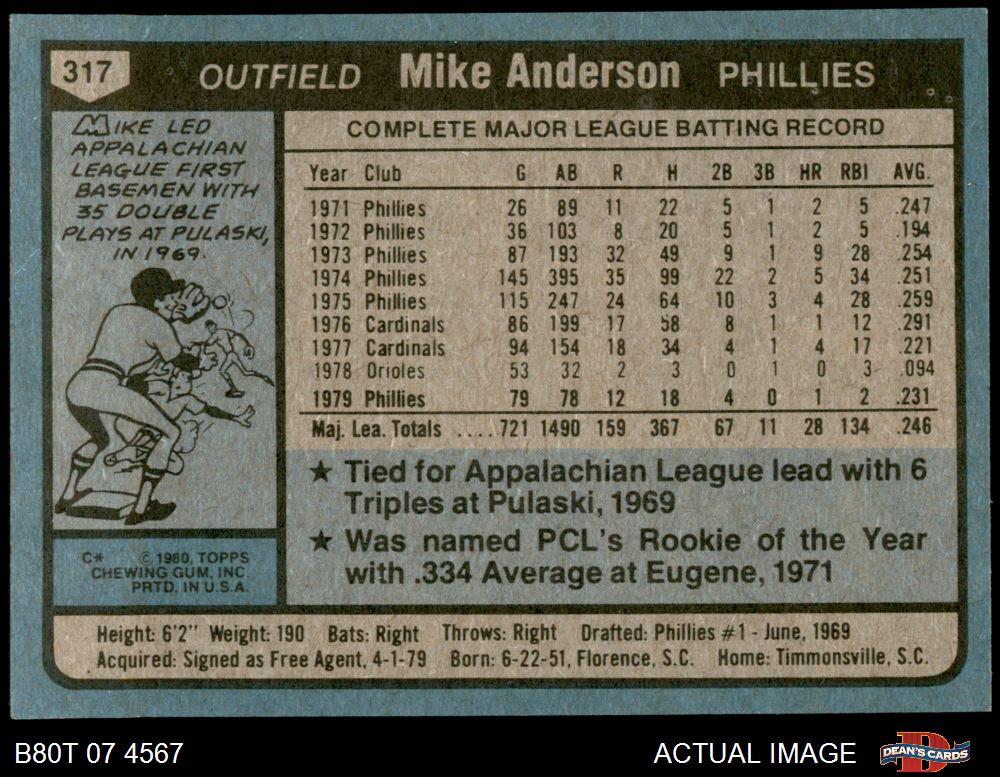 317 OUTFIELD Mike Anderson PHILLIES
MIKE LED
APPALACHIAN
LEAGUE FIRST
BASEMEN WITH
35 DOUBLE
PLAYS AT PULASKI,
IN 1969.
C* © 1980, TOPPS
CHEWING GUM, INC.
PRTD. IN U.S.A.
COMPLETE MAJOR LEAGUE BATTING RECORD
Year Club G AB R H 2B 3B HR RBI AVG.
1971 Phillies 26 89 11 22 5 1 2 5 .247
1972 Phillies 36 103 8 20 5 1 2 5 .194
1973 Phillies 87 193 32 49 9 1 9 28 .254
1974 Phillies 145 395 35 99 22 2 5 34 .251
1975 Phillies 115 247 24 64 10 3 4 28 .259
1976 Cardinals 86 199 17 58 8 1 1 12 .291
1977 Cardinals 94 154 18 34 4 1 4 17 .221
1978 Orioles 53 32 2 3 0 1 0 3 .094
1979 Phillies 79 78 12 18 4 0 1 2 .231
Maj. Lea. Totals ....721 1490 159 367 67 11 28 134 .246
★ Tied for Appalachian League lead with 6
Triples at Pulaski, 1969
★ Was named PCL's Rookie of the Year
with .334 Average at Eugene, 1971
Height: 6'2" Weight: 190 Bats: Right Throws: Right Drafted: Phillies #1 - June, 1969
Acquired: Signed as Free Agent, 4-1-79 Born: 6-22-51, Florence, S.C. Home: Timmonsville, S.C.
B80T 07 4567 ACTUAL IMAGE DEAN'S CARDS